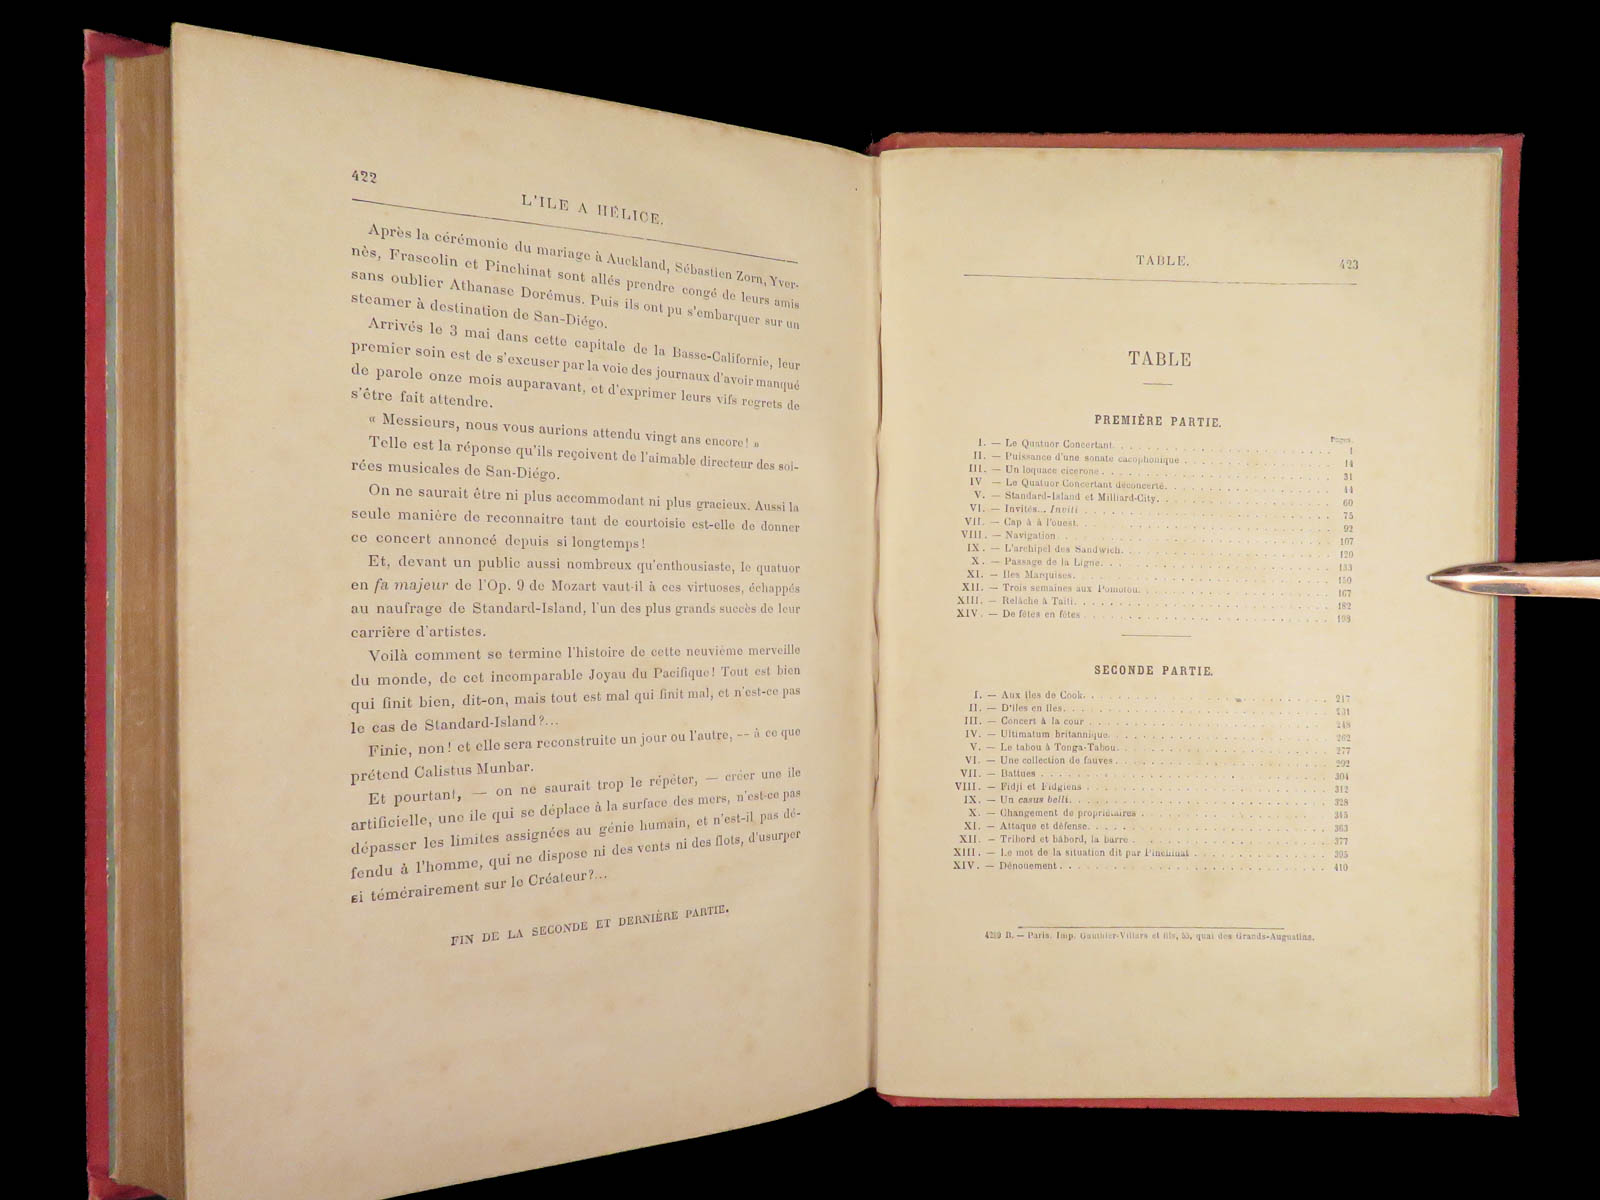 422
L'ILE A HÉLICE.
Après la cérémonie du mariage à Auckland, Sébastien Zorn, Yver-
nès, Frascolin et Pinchinat sont allés prendre congé de leurs amis
sans oublier Athanase Dorémus. Puis ils ont pu s'embarquer sur un
steamer à destination de San-Diégo.
Arrivés le 3 mai dans cette capitale de la Basse-Californie, leur
premier soin est de s'excuser par la voie des journaux d'avoir manqué
de parole onze mois auparavant, et d'exprimer leurs vifs regrets de
s'être fait attendre.
« Messieurs, nous vous aurions attendu vingt ans encore! »
Telle est la réponse qu'ils reçoivent de l'aimable directeur des soi-
rées musicales de San-Diégo.
On ne saurait être ni plus accommodant ni plus gracieux. Aussi la
seule manière de reconnaitre tant de courtoisie est-elle de donner
ce concert annoncé depuis si longtemps!
Et, devant un public aussi nombreux qu'enthousiaste, le quatuor
en fa majeur de l'Op. 9 de Mozart vaut-il à ces virtuoses, échappés
au naufrage de Standard-Island, l'un des plus grands succès de leur
carrière d'artistes.
Voilà comment se termine l'histoire de cette neuvième merveille
du monde, de cet incomparable Joyau du Pacifique! Tout est bien
qui finit bien, dit-on, mais tout est mal qui finit mal, et n'est-ce pas
le cas de Standard-Island?...
Finie, non! et elle sera reconstruite un jour ou l'autre, -- à ce que
prétend Calistus Munbar.
Et pourtant, — on ne saurait trop le répéter, — créer une île
artificielle, une île qui se déplace à la surface des mers, n'est-ce pas
dépasser les limites assignées au génie humain, et n'est-il pas dé-
fendu à l'homme, qui ne dispose ni des vents ni des flots, d'usurper
si témérairement sur le Créateur?...
FIN DE LA SECONDE ET DERNIÈRE PARTIE.
TABLE. 423
TABLE
PREMIÈRE PARTIE.
Pages.
I. — Le Quatuor Concertant. 1
II. — Puissance d'une sonate cacophonique 14
III. — Un loquace cicerone 31
IV — Le Quatuor Concertant déconcerté. 44
V. — Standard-Island et Milliard-City. 60
VI. — Invités... Inviti 75
VII. — Cap à à l'ouest. 92
VIII. — Navigation 107
IX. — L'archipel des Sandwich. 120
X. — Passage de la Ligne. 133
XI. — Iles Marquises. 150
XII. — Trois semaines aux Pomotou. 167
XIII. — Relâche à Taïti. 182
XIV. — De fêtes en fêtes 198
SECONDE PARTIE.
I. — Aux îles de Cook. 217
II. — D'îles en îles. 231
III. — Concert à la cour 248
IV. — Ultimatum britannique. 262
V. — Le tabou à Tonga-Tabou. 277
VI. — Une collection de fauves. 292
VII. — Battues 304
VIII. — Fidji et Fidgiens 312
IX. — Un casus belli. 328
X. — Changement de propriétaires 345
XI. — Attaque et défense. 363
XII. — Tribord et bâbord, la barre 377
XIII. — Le mot de la situation dit par Pinchinat 395
XIV. — Dénouement. 410
4210 B. — Paris, Imp. Gauthier-Villars et fils, 55, quai des Grands-Augustins.